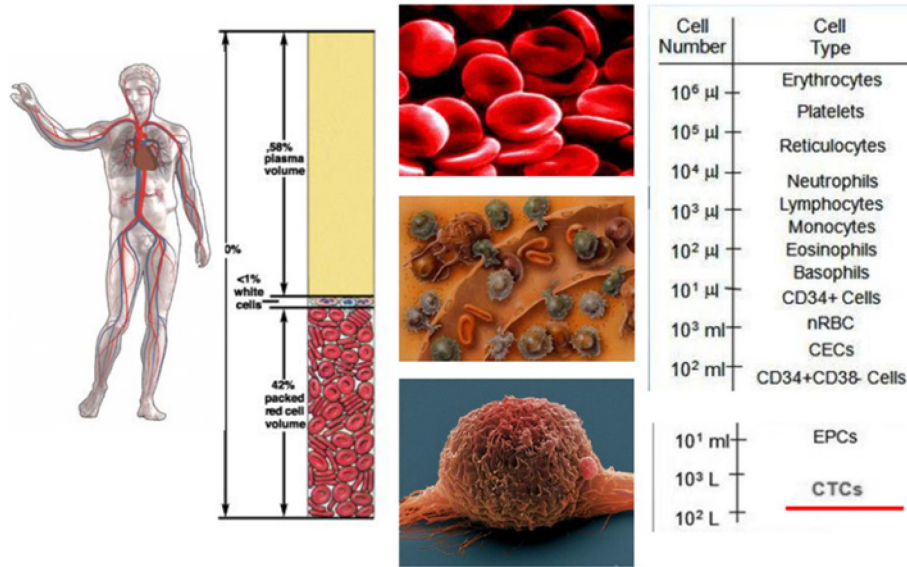 ,58%
plasma
volume
0%
<1%
white
cells
42%
packed
red cell
volume
Cell
Number
Cell
Type
Erythrocytes
10⁶ µl
Platelets
10⁵ µl
Reticulocytes
10⁴ µl
Neutrophils
Lymphocytes
10³ µl
Monocytes
10² µl
Eosinophils
Basophils
10¹ µl
CD34+ Cells
10³ ml
nRBC
CECs
10² ml
CD34+CD38- Cells
10¹ ml
EPCs
10³ L
CTCs
10² L